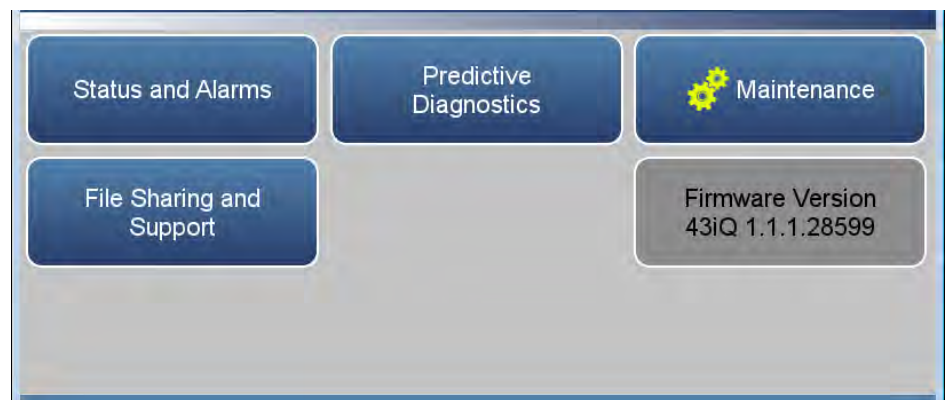 Status and Alarms
Predictive
Diagnostics
Maintenance
File Sharing and
Support
Firmware Version
43iQ 1.1.1.28599